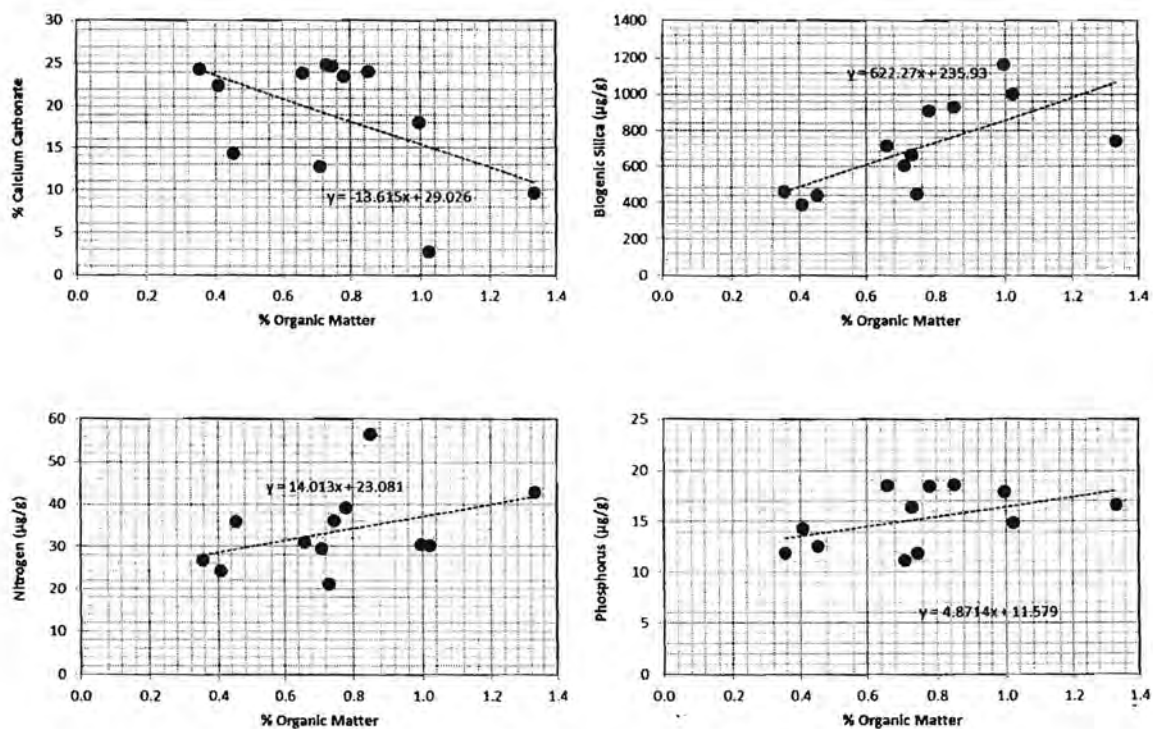 30
25
20
15
10
5
0
% Calcium Carbonate
y = -13.615x + 29.026
0.0 0.2 0.4 0.6 0.8 1.0 1.2 1.4
% Organic Matter
1400
1200
1000
800
600
400
200
0
Biogenic Silica (µg/g)
y = 622.27x + 235.93
0.0 0.2 0.4 0.6 0.8 1.0 1.2 1.4
% Organic Matter
60
50
40
30
20
10
0
Nitrogen (µg/g)
y = 14.013x + 23.081
0.0 0.2 0.4 0.6 0.8 1.0 1.2 1.4
% Organic Matter
25
20
15
10
5
0
Phosphorus (µg/g)
y = 4.8714x + 11.579
0.0 0.2 0.4 0.6 0.8 1.0 1.2 1.4
% Organic Matter